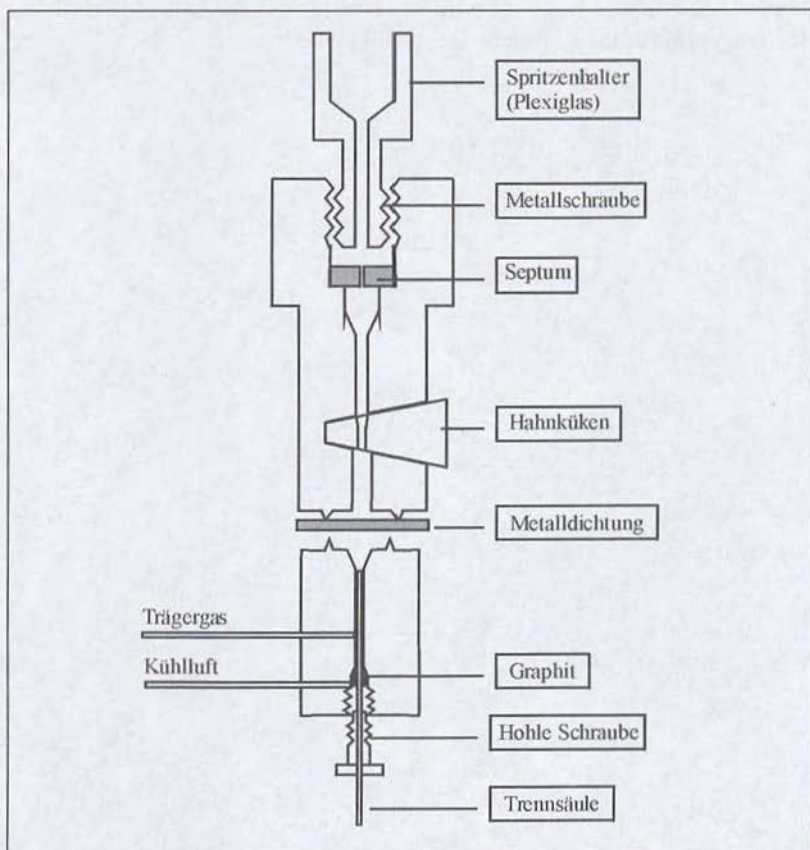 Spritzenhalter
(Plexiglas)
Metallschraube
Septum
Hahnküken
Metalldichtung
Trägergas
Kühlluft
Graphit
Hohle Schraube
Trennsäule